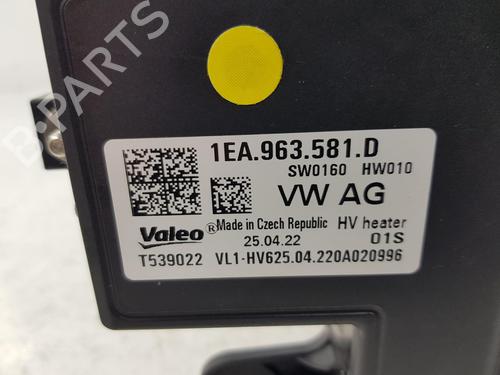 B-PARTS
1EA.963.581.D
SW0160 HW010
VW AG
Valeo® Made in Czech Republic HV heater
25.04.22 01S
T539022 VL1-HV625.04.220A020996